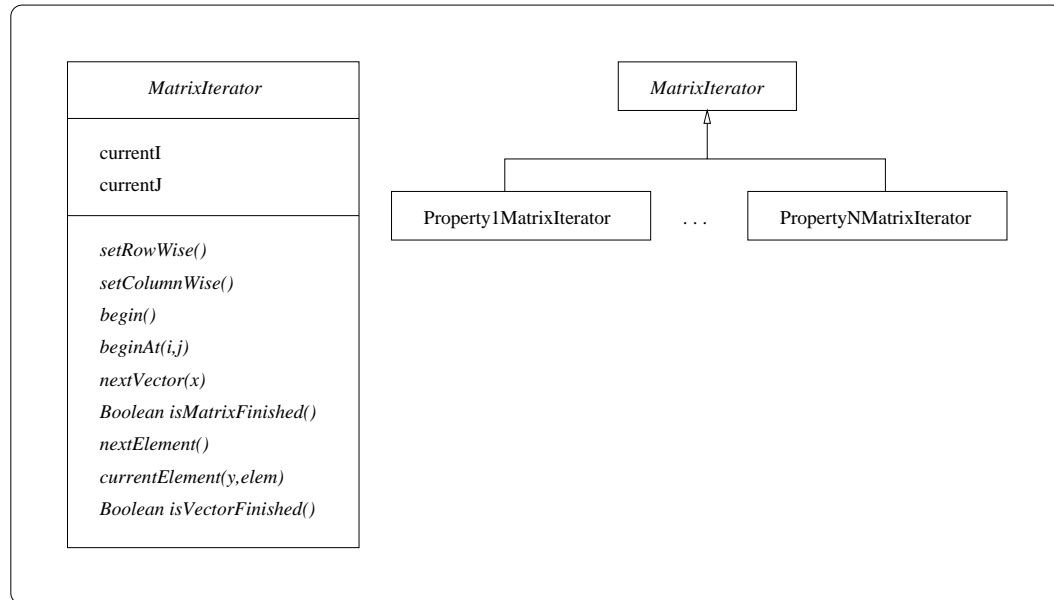 MatrixIterator
currentI
currentJ
setRowWise()
setColumnWise()
begin()
beginAt(i,j)
nextVector(x)
Boolean isMatrixFinished()
nextElement()
currentElement(y,elem)
Boolean isVectorFinished()
MatrixIterator
Property1MatrixIterator
. . .
PropertyNMatrixIterator